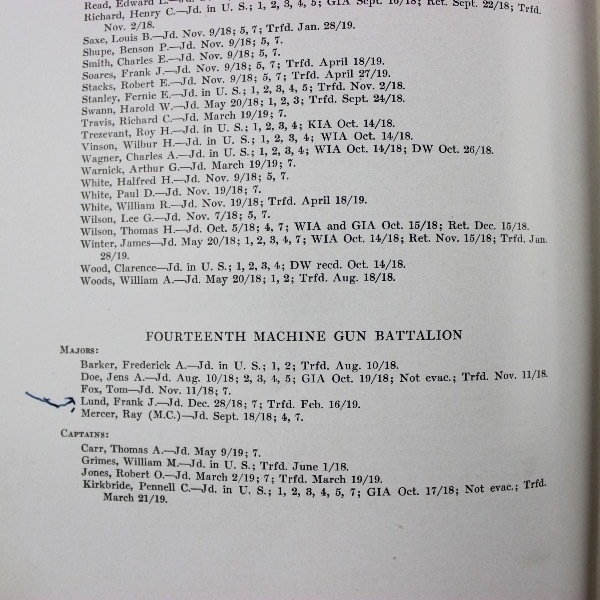 Read, Edward L.—Jd. in U. S.; 1, 2, 3, 4, 5; GIA Sept. 16/18; Ret. Sept. 22/18; Trfd.
Richard, Henry C.—Jd. in U. S.; 1, 2, 3, 4, 5; GIA Sept.
Nov. 2/18.
Saxe, Louis B.—Jd. Nov. 9/18; 5, 7; Trfd. Jan. 28/19.
Shupe, Benson P.—Jd. Nov. 9/18; 5, 7.
Smith, Charles E.—Jd. Nov. 9/18; 5, 7.
Soares, Frank J.—Jd. Nov. 9/18; 5, 7; Trfd. April 18/19.
Stacks, Robert E.—Jd. Nov. 9/18; 5, 7; Trfd. April 27/19.
Stanley, Fernie E.—Jd. in U. S.; 1, 2, 3, 4, 5; Trfd. Nov. 2/18.
Swann, Harold W.—Jd. May 20/18; 1, 2, 3; Trfd. Sept. 24/18.
Travis, Richard C.—Jd. March 19/19; 7.
Trezevant, Roy H.—Jd. in U. S.; 1, 2, 3, 4; KIA Oct. 14/18.
Vinson, Wilbur H.—Jd. in U. S.; 1, 2, 3, 4; WIA Oct. 14/18.
Wagner, Charles A.—Jd. in U. S.; 1, 2, 3, 4; WIA Oct. 14/18; DW Oct. 26/18.
Warnick, Arthur G.—Jd. March 19/19; 7.
White, Halfred H.—Jd. Nov. 9/18; 5, 7.
White, Paul D.—Jd. Nov. 19/18; 7.
White, William R.—Jd. Nov. 19/18; Trfd. April 18/19.
Wilson, Lee G.—Jd. Nov. 7/18; 5, 7.
Wilson, Thomas H.—Jd. Oct. 5/18; 4, 7; WIA and GIA Oct. 15/18; Ret. Dec. 15/18.
Winter, James—Jd. May 20/18; 1, 2, 3, 4, 7; WIA Oct. 14/18; Ret. Nov. 15/18; Trfd. Jan.
28/19.
Wood, Clarence—Jd. in U. S.; 1, 2, 3, 4; DW recd. Oct. 14/18.
Woods, William A.—Jd. May 20/18; 1, 2; Trfd. Aug. 18/18.
FOURTEENTH MACHINE GUN BATTALION
MAJORS:
Barker, Frederick A.—Jd. in U. S.; 1, 2; Trfd. Aug. 10/18.
Doe, Jens A.—Jd. Aug. 10/18; 2, 3, 4, 5; GIA Oct. 19/18; Not evac.; Trfd. Nov. 11/18.
Fox, Tom—Jd. Nov. 11/18; 7.
Lund, Frank J.—Jd. Dec. 28/18; 7; Trfd. Feb. 16/19.
Mercer, Ray (M.C.)—Jd. Sept. 18/18; 4, 7.
CAPTAINS:
Carr, Thomas A.—Jd. May 9/19; 7.
Grimes, William M.—Jd. in U. S.; Trfd. June 1/18.
Jones, Robert O.—Jd. March 2/19; 7; Trfd. March 19/19.
Kirkbride, Pennell C.—Jd. in U. S.; 1, 2, 3, 4, 5, 7; GIA Oct. 17/18; Not evac.; Trfd.
March 21/19.